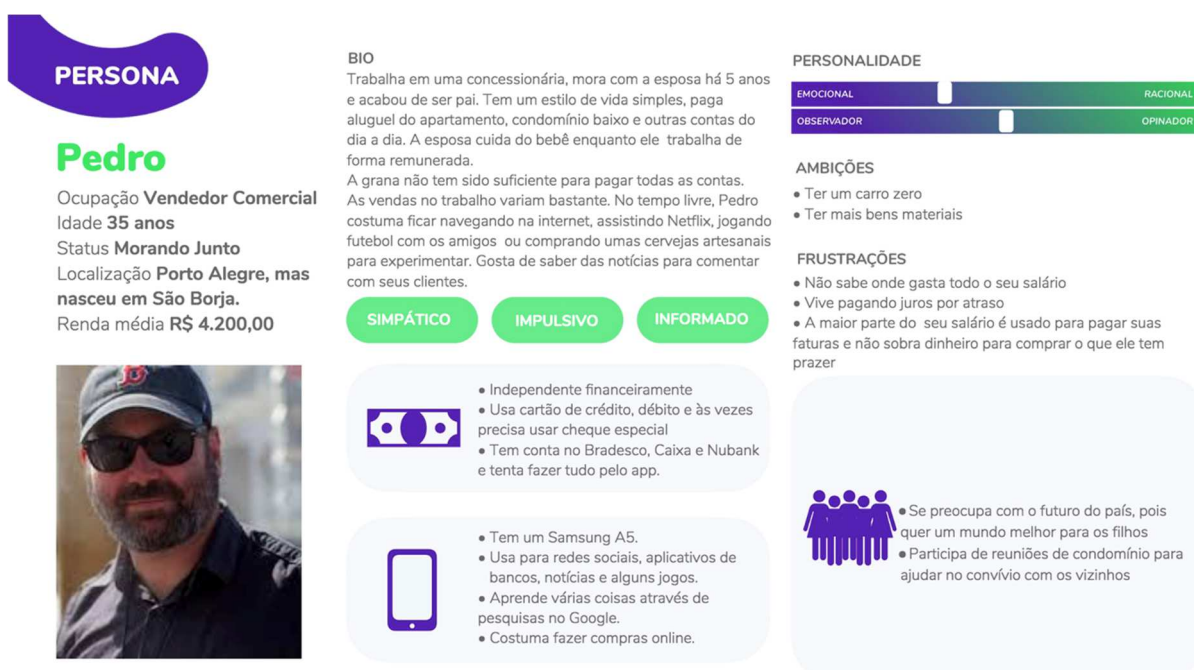 PERSONA
Pedro
Ocupação Vendedor Comercial
Idade 35 anos
Status Morando Junto
Localização Porto Alegre, mas
nasceu em São Borja.
Renda média R$ 4.200,00
B
BIO
Trabalha em uma concessionária, mora com a esposa há 5 anos
e acabou de ser pai. Tem um estilo de vida simples, paga
aluguel do apartamento, condomínio baixo e outras contas do
dia a dia. A esposa cuida do bebê enquanto ele trabalha de
forma remunerada.
A grana não tem sido suficiente para pagar todas as contas.
As vendas no trabalho variam bastante. No tempo livre, Pedro
costuma ficar navegando na internet, assistindo Netflix, jogando
futebol com os amigos ou comprando umas cervejas artesanais
para experimentar. Gosta de saber das notícias para comentar
com seus clientes.
SIMPÁTICO
IMPULSIVO
INFORMADO
• Independente financeiramente
• Usa cartão de crédito, débito e às vezes
precisa usar cheque especial
• Tem conta no Bradesco, Caixa e Nubank
e tenta fazer tudo pelo app.
• Tem um Samsung A5.
• Usa para redes sociais, aplicativos de
bancos, notícias e alguns jogos.
• Aprende várias coisas através de
pesquisas no Google.
• Costuma fazer compras online.
PERSONALIDADE
EMOCIONAL RACIONAL
OBSERVADOR OPINADOR
AMBIÇÕES
• Ter um carro zero
• Ter mais bens materiais
FRUSTRAÇÕES
• Não sabe onde gasta todo o seu salário
• Vive pagando juros por atraso
• A maior parte do seu salário é usado para pagar suas
faturas e não sobra dinheiro para comprar o que ele tem
prazer
• Se preocupa com o futuro do país, pois
quer um mundo melhor para os filhos
• Participa de reuniões de condomínio para
ajudar no convívio com os vizinhos